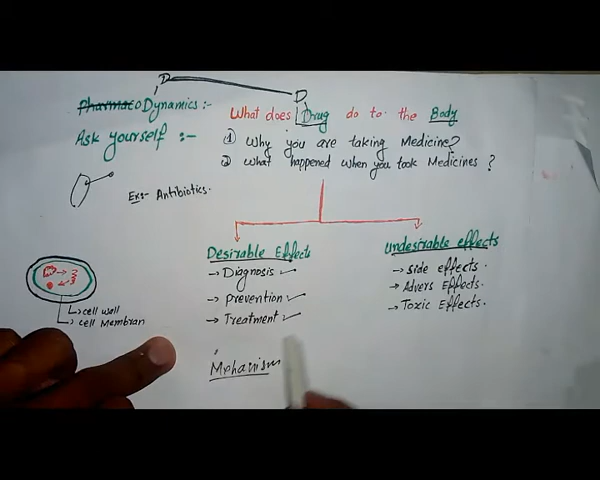 D D
PharmacoDynamics :-
What does Drug do to the Body
Ask yourself :-
① Why you are taking Medicine?
② What happened when you took Medicines ?
Exs- Antibiotics.
Desirable Effects
→ Diagnosis ✓
→ Prevention ✓
→ Treatment ✓
undesirable effects
→ Side effects.
→ Advers Effects.
→ Toxic Effects.
→ cell wall
→ cell Membran